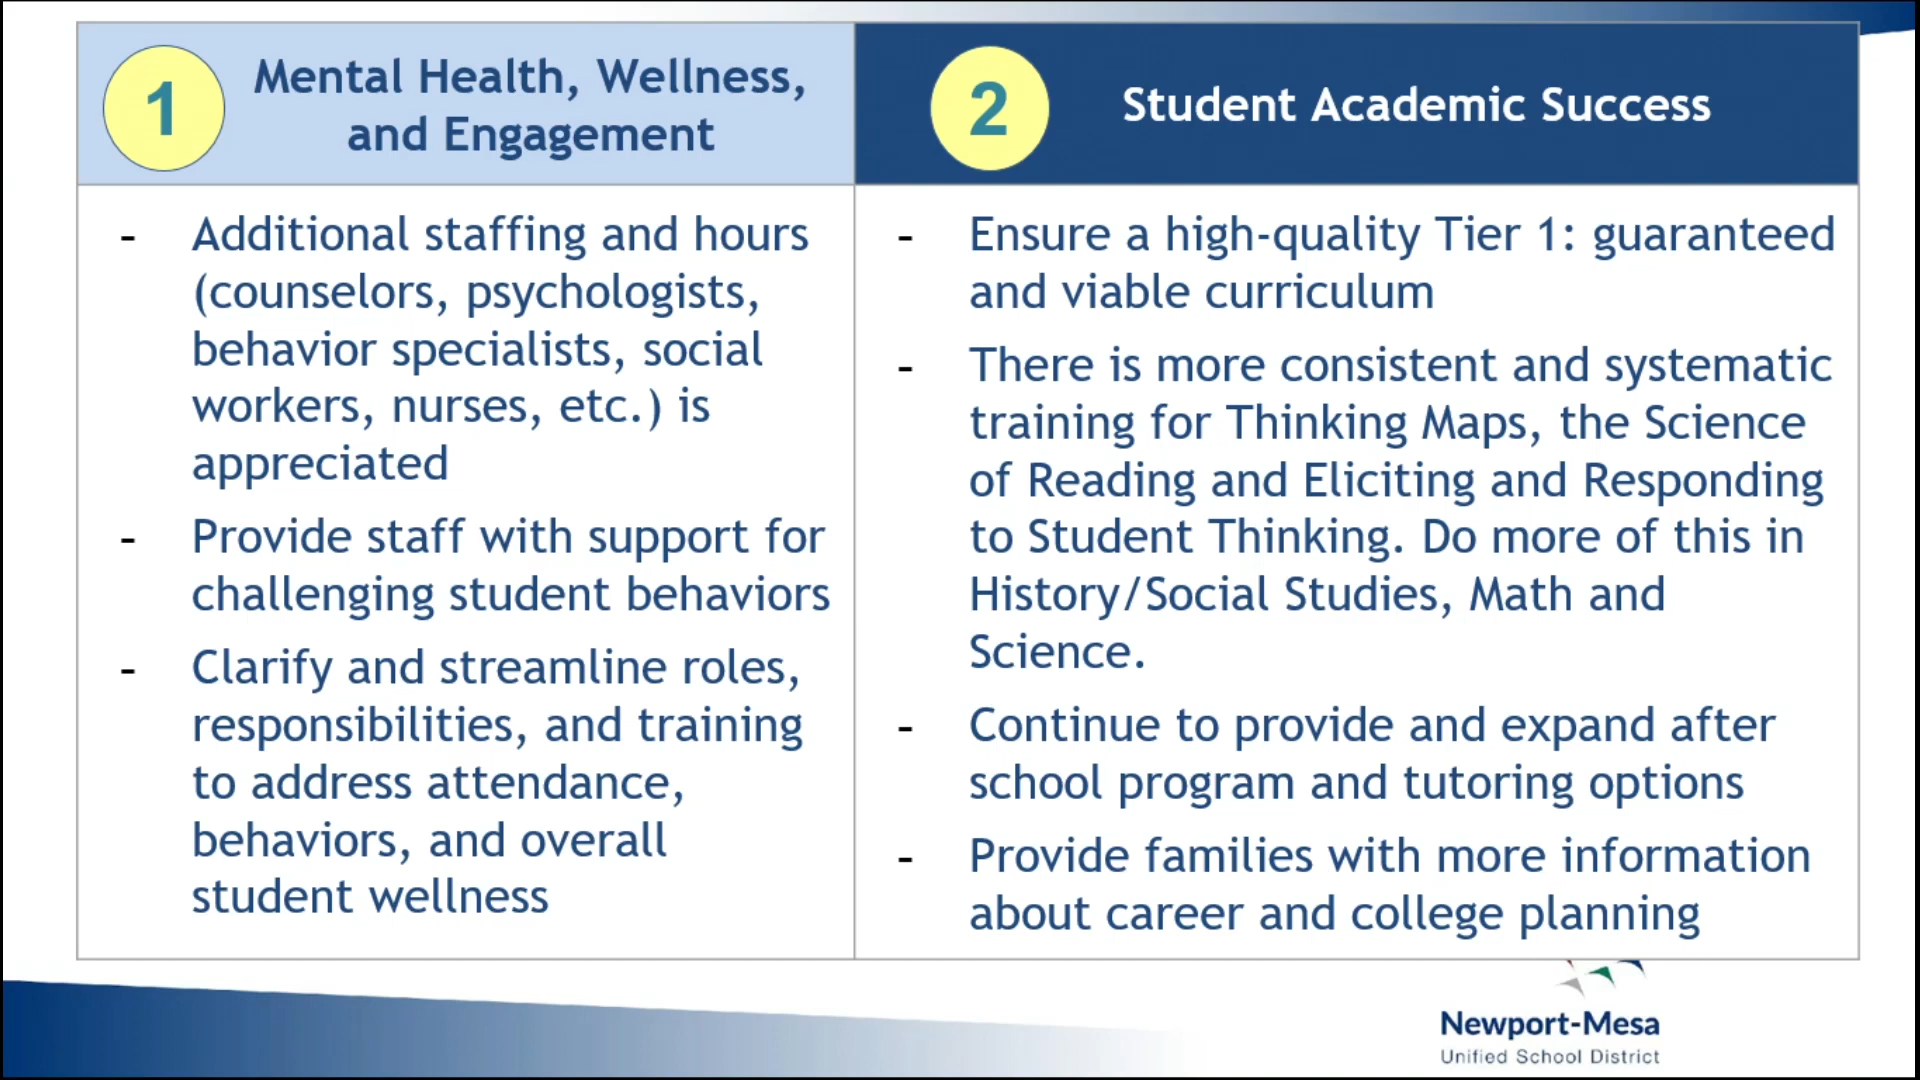 1
Mental Health, Wellness,
and Engagement
- Additional staffing and hours
(counselors, psychologists,
behavior specialists, social
workers, nurses, etc.) is
appreciated
- Provide staff with support for
challenging student behaviors
- Clarify and streamline roles,
responsibilities, and training
to address attendance,
behaviors, and overall
student wellness
2
Student Academic Success
- Ensure a high-quality Tier 1: guaranteed
and viable curriculum
- There is more consistent and systematic
training for Thinking Maps, the Science
of Reading and Eliciting and Responding
to Student Thinking. Do more of this in
History/Social Studies, Math and
Science.
- Continue to provide and expand after
school program and tutoring options
- Provide families with more information
about career and college planning
Newport-Mesa
Unified School District